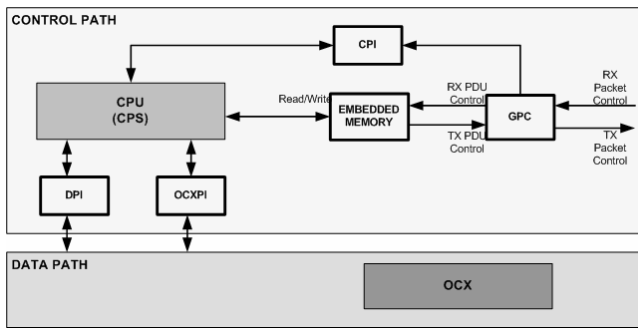 CONTROL PATH
CPI
CPU
(CPS)
Read/Write
EMBEDDED
MEMORY
RX PDU
Control
TX PDU
Control
GPC
RX
Packet
Control
TX
Packet
Control
DPI
OCXPI
DATA PATH
OCX